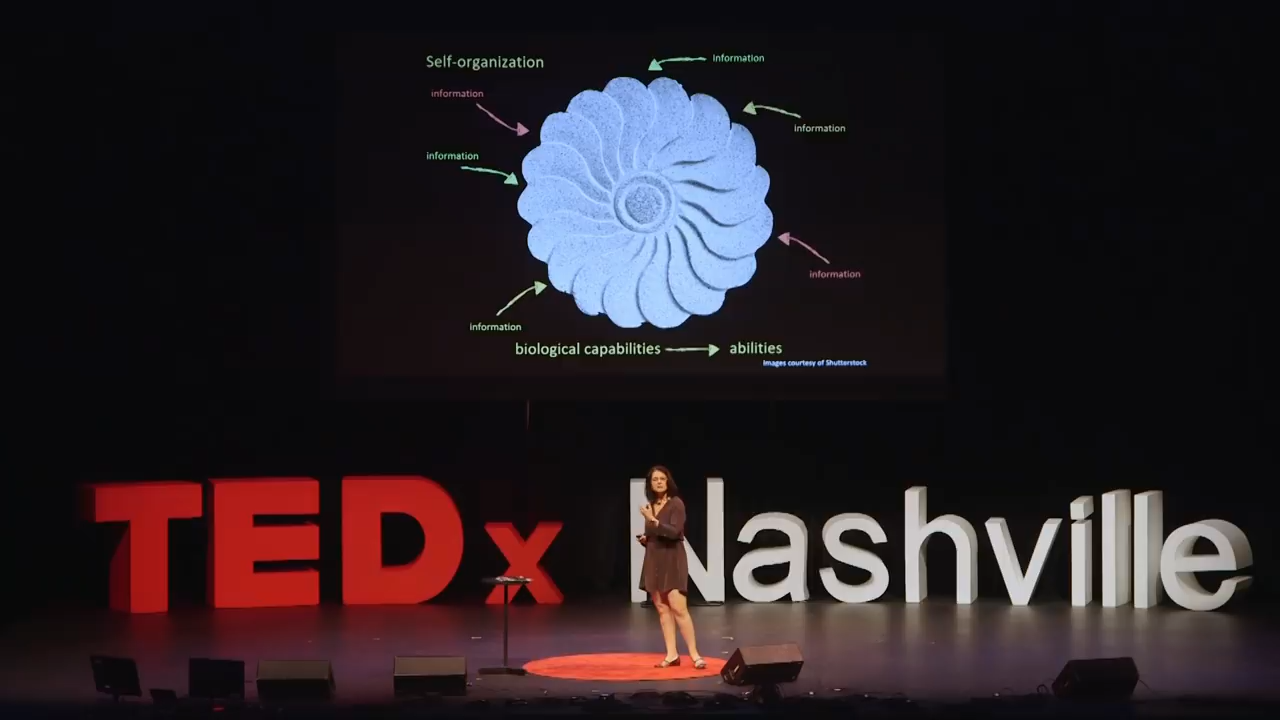 Self-organization
information
information
information
information
information
information
biological capabilities
abilities
Images courtesy of Shutterstock
TEDx Nashville